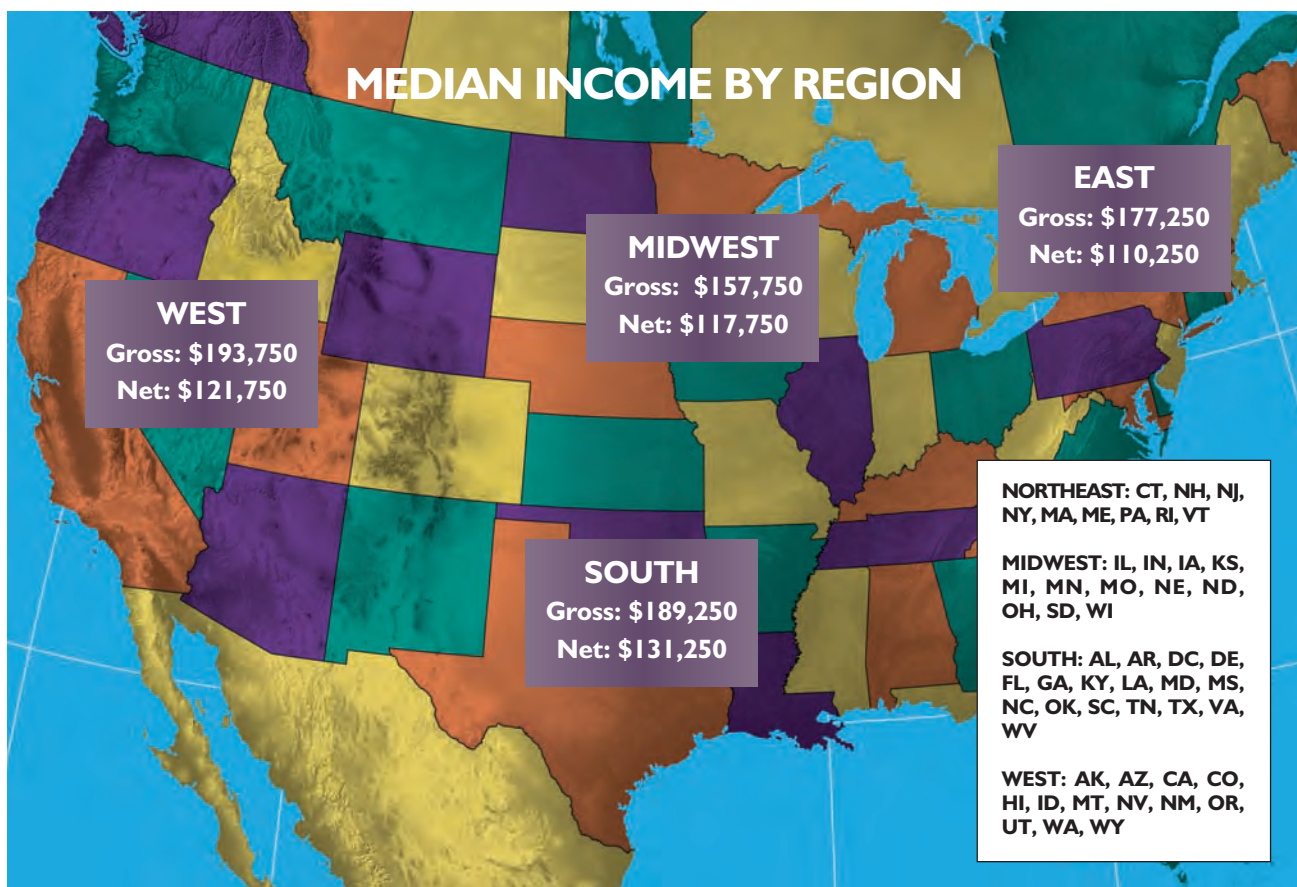 MEDIAN INCOME BY REGION
EAST
Gross: $177,250
Net: $110,250
MIDWEST
Gross: $157,750
Net: $117,750
WEST
Gross: $193,750
Net: $121,750
SOUTH
Gross: $189,250
Net: $131,250
NORTHEAST: CT, NH, NJ,
NY, MA, ME, PA, RI, VT
MIDWEST: IL, IN, IA, KS,
MI, MN, MO, NE, ND,
OH, SD, WI
SOUTH: AL, AR, DC, DE,
FL, GA, KY, LA, MD, MS,
NC, OK, SC, TN, TX, VA,
WV
WEST: AK, AZ, CA, CO,
HI, ID, MT, NV, NM, OR,
UT, WA, WY